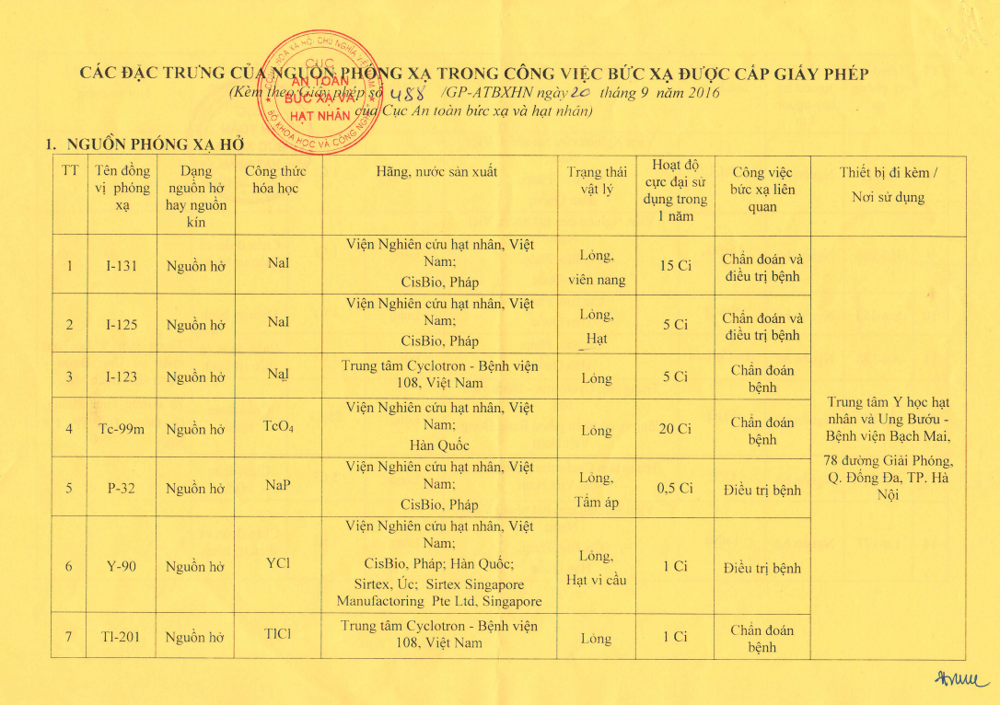 CÁC ĐẶC TRƯNG CỦA NGUỒN PHÓNG XẠ TRONG CÔNG VIỆC BỨC XẠ ĐƯỢC CẤP GIẤY PHÉP
(Kèm theo Giấy phép số 488 /GP-ATBXHN ngày 20 tháng 9 năm 2016
của Cục An toàn bức xạ và hạt nhân)
CỘNG HÒA XÃ HỘI CHỦ NGHĨA VIỆT NAM
CỤC
AN TOÀN
BỨC XẠ VÀ
HẠT NHÂN
BỘ KHOA HỌC VÀ CÔNG NGHỆ
1. NGUỒN PHÓNG XẠ HỞ
TT
Tên đồng
vị phóng
xạ
Dạng
nguồn hở
hay nguồn
kín
Công thức
hóa học
Hãng, nước sản xuất
Trạng thái
vật lý
Hoạt độ
cực đại sử
dụng trong
1 năm
Công việc
bức xạ liên
quan
Thiết bị đi kèm /
Nơi sử dụng
1
I-131
Nguồn hở
NaI
Viện Nghiên cứu hạt nhân, Việt
Nam;
CisBio, Pháp
Lỏng,
viên nang
15 Ci
Chẩn đoán và
điều trị bệnh
2
I-125
Nguồn hở
NaI
Viện Nghiên cứu hạt nhân, Việt
Nam;
CisBio, Pháp
Lỏng,
Hạt
5 Ci
Chẩn đoán và
điều trị bệnh
3
I-123
Nguồn hở
NaI
Trung tâm Cyclotron - Bệnh viện
108, Việt Nam
Lỏng
5 Ci
Chẩn đoán
bệnh
4
Tc-99m
Nguồn hở
TcO₄
Viện Nghiên cứu hạt nhân, Việt
Nam;
Hàn Quốc
Lỏng
20 Ci
Chẩn đoán
bệnh
5
P-32
Nguồn hở
NaP
Viện Nghiên cứu hạt nhân, Việt
Nam;
CisBio, Pháp
Lỏng,
Tấm áp
0,5 Ci
Điều trị bệnh
6
Y-90
Nguồn hở
YCl
Viện Nghiên cứu hạt nhân, Việt
Nam;
CisBio, Pháp; Hàn Quốc;
Sirtex, Úc; Sirtex Singapore
Manufactoring Pte Ltd, Singapore
Lỏng,
Hạt vi cầu
1 Ci
Điều trị bệnh
7
Tl-201
Nguồn hở
TlCl
Trung tâm Cyclotron - Bệnh viện
108, Việt Nam
Lỏng
1 Ci
Chẩn đoán
bệnh
Trung tâm Y học hạt
nhân và Ung Bướu -
Bệnh viện Bạch Mai,
78 đường Giải Phóng,
Q. Đống Đa, TP. Hà
Nội